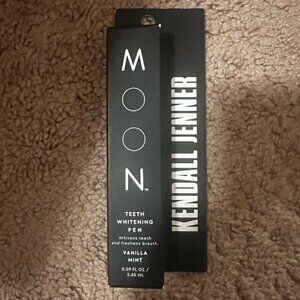 MOON™
TEETH
WHITENING
PEN
Whitens teeth
and freshens breath.
VANILLA
MINT
0.09 FL OZ /
2.65 mL
KENDALL JENNER